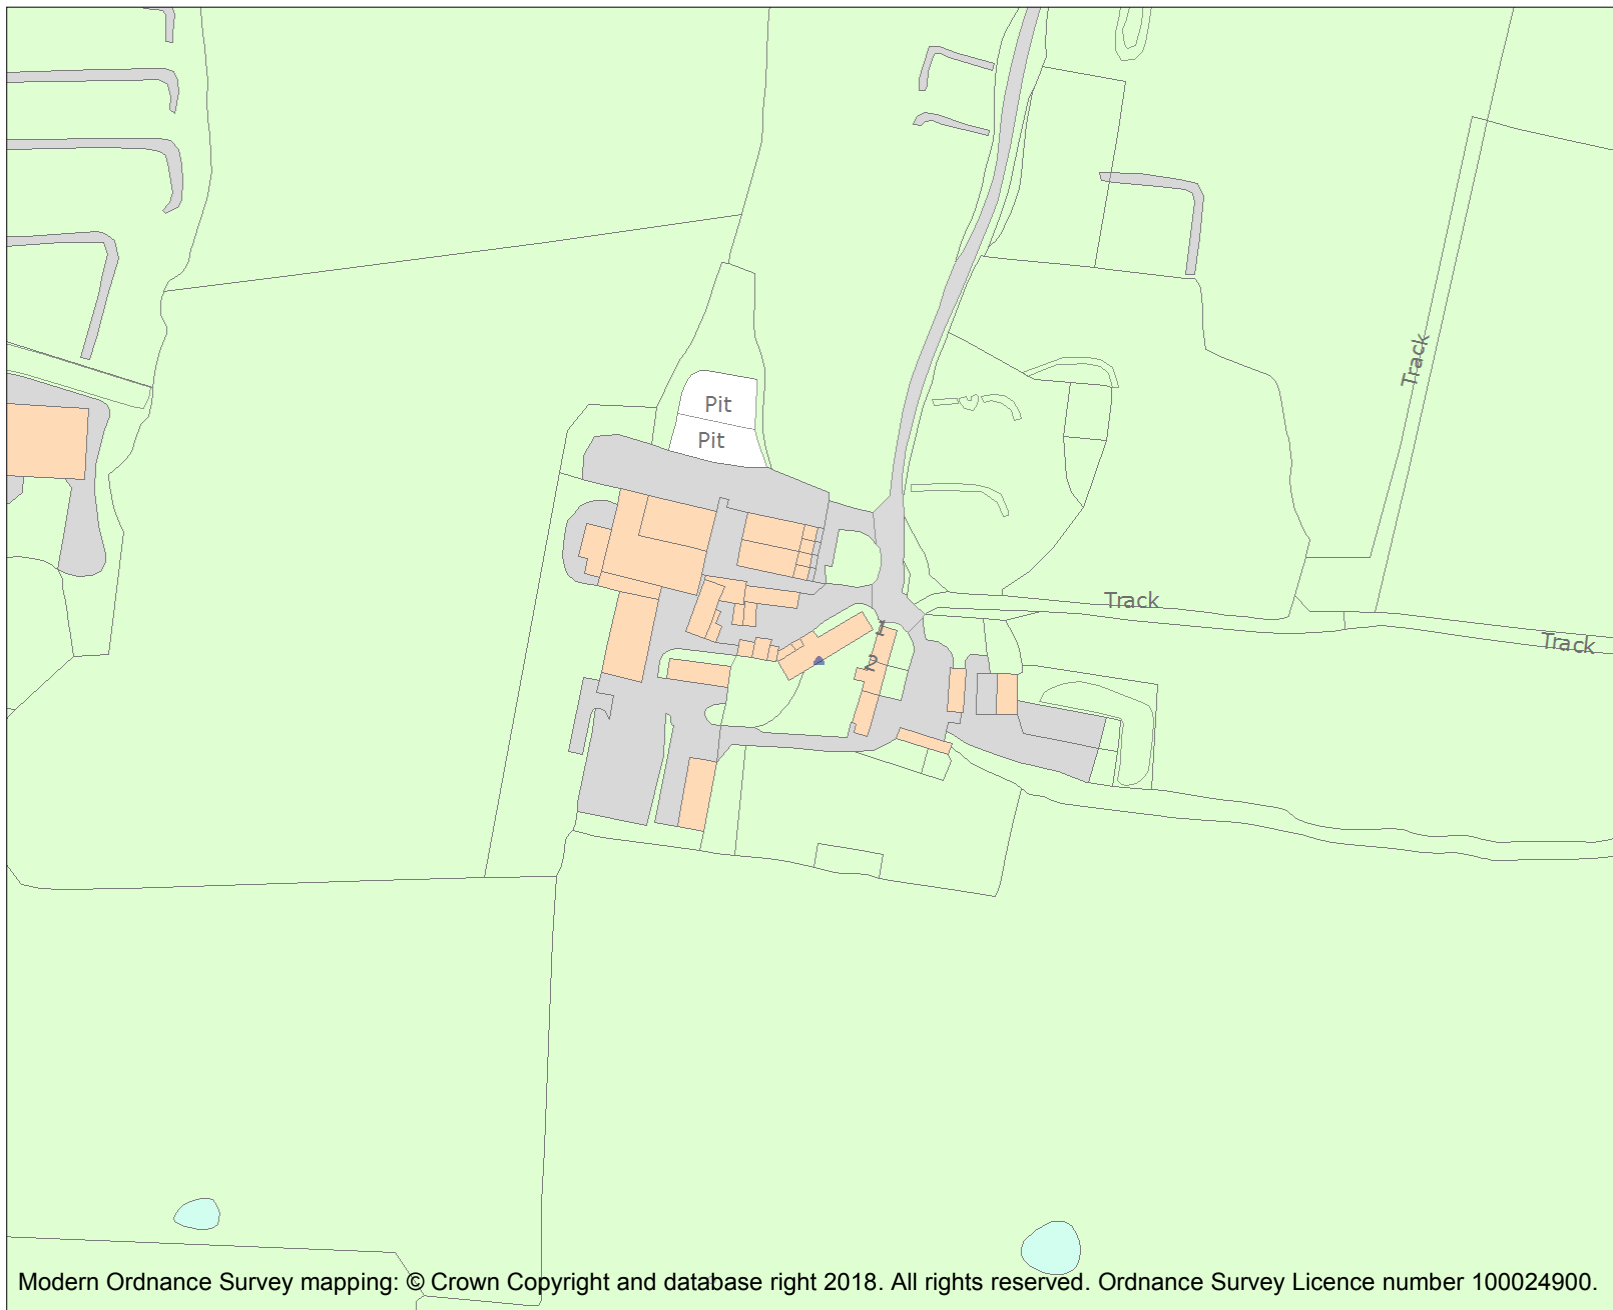 Track
Pit
Pit
Track
1
Track
2
Modern Ordnance Survey mapping: © Crown Copyright and database right 2018. All rights reserved. Ordnance Survey Licence number 100024900.